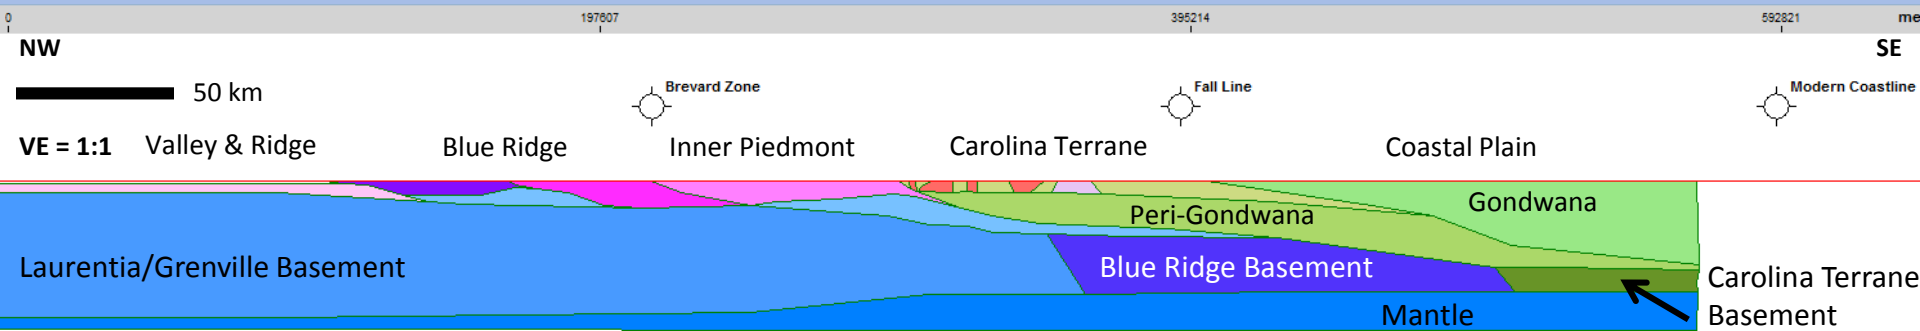 0 197607 395214 592821 me
NW SE
Brevard Zone Fall Line Modern Coastline
50 km
VE = 1:1 Valley & Ridge Blue Ridge Inner Piedmont Carolina Terrane Coastal Plain
Gondwana
Peri-Gondwana
Laurentia/Grenville Basement Blue Ridge Basement
Carolina Terrane
Basement
Mantle